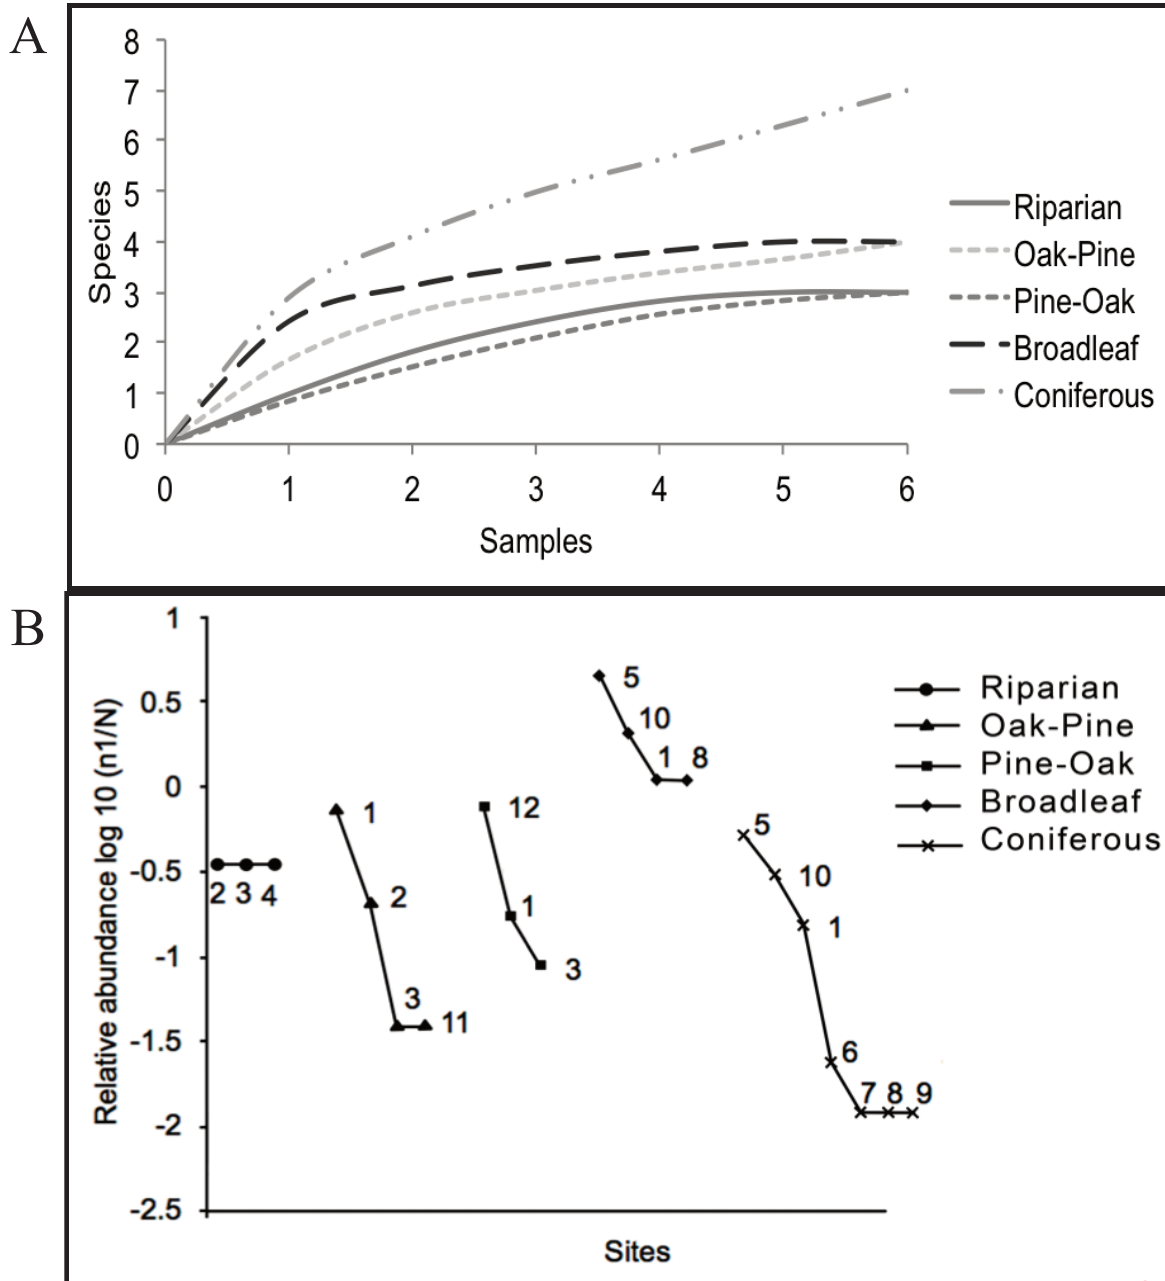 A
8
7
6
5
4
3
2
1
0
Species
0 1 2 3 4 5 6
Samples
Riparian
Oak-Pine
Pine-Oak
Broadleaf
Coniferous
B
1
0.5
0
-0.5
-1
-1.5
-2
-2.5
Relative abundance log 10 (n1/N)
2 3 4
1
2
3
11
12
1
3
5
10
1 8
5
10
1
6
7 8 9
Sites
Riparian
Oak-Pine
Pine-Oak
Broadleaf
Coniferous